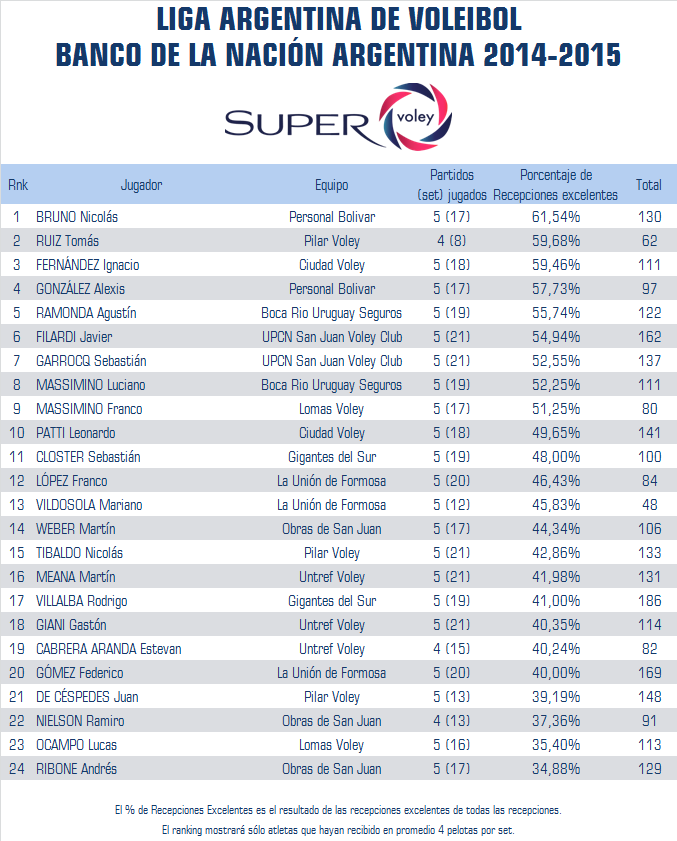 LIGA ARGENTINA DE VOLEIBOL
BANCO DE LA NACIÓN ARGENTINA 2014-2015
SUPER voley
Rnk Jugador Equipo Partidos (set) jugados Porcentaje de Recepciones excelentes Total
1 BRUNO Nicolás Personal Bolivar 5 (17) 61,54% 130
2 RUIZ Tomás Pilar Voley 4 (8) 59,68% 62
3 FERNÁNDEZ Ignacio Ciudad Voley 5 (18) 59,46% 111
4 GONZÁLEZ Alexis Personal Bolivar 5 (17) 57,73% 97
5 RAMONDA Agustín Boca Rio Uruguay Seguros 5 (19) 55,74% 122
6 FILARDI Javier UPCN San Juan Voley Club 5 (21) 54,94% 162
7 GARROCQ Sebastián UPCN San Juan Voley Club 5 (21) 52,55% 137
8 MASSIMINO Luciano Boca Rio Uruguay Seguros 5 (19) 52,25% 111
9 MASSIMINO Franco Lomas Voley 5 (17) 51,25% 80
10 PATTI Leonardo Ciudad Voley 5 (18) 49,65% 141
11 CLOSTER Sebastián Gigantes del Sur 5 (19) 48,00% 100
12 LÓPEZ Franco La Unión de Formosa 5 (20) 46,43% 84
13 VILDOSOLA Mariano La Unión de Formosa 5 (12) 45,83% 48
14 WEBER Martín Obras de San Juan 5 (17) 44,34% 106
15 TIBALDO Nicolás Pilar Voley 5 (21) 42,86% 133
16 MEANA Martín Untref Voley 5 (21) 41,98% 131
17 VILLALBA Rodrigo Gigantes del Sur 5 (19) 41,00% 186
18 GIANI Gastón Untref Voley 5 (21) 40,35% 114
19 CABRERA ARANDA Estevan Untref Voley 4 (15) 40,24% 82
20 GÓMEZ Federico La Unión de Formosa 5 (20) 40,00% 169
21 DE CÉSPEDES Juan Pilar Voley 5 (13) 39,19% 148
22 NIELSON Ramiro Obras de San Juan 4 (13) 37,36% 91
23 OCAMPO Lucas Lomas Voley 5 (16) 35,40% 113
24 RIBONE Andrés Obras de San Juan 5 (17) 34,88% 129
El % de Recepciones Excelentes es el resultado de las recepciones excelentes de todas las recepciones.
El ranking mostrará sólo atletas que hayan recibido en promedio 4 pelotas por set.